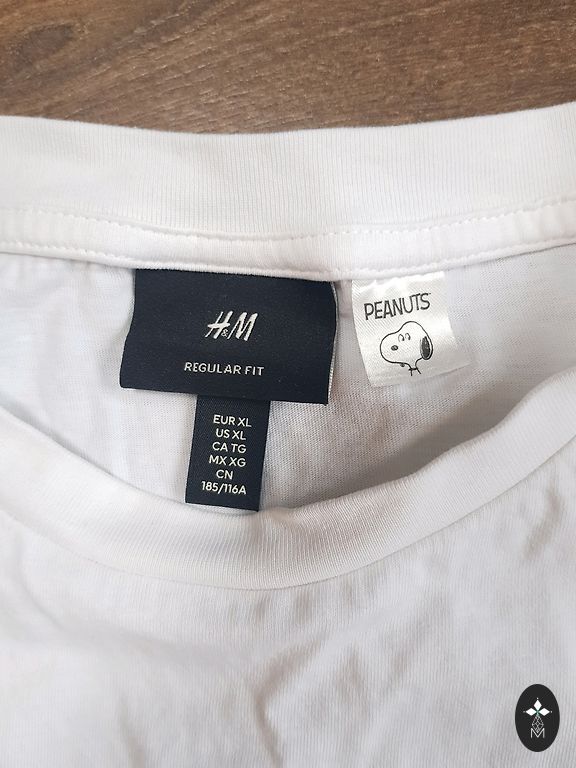 H&M
REGULAR FIT
PEANUTS
EUR XL
US XL
CA TG
MX XG
CN
185/116A
M